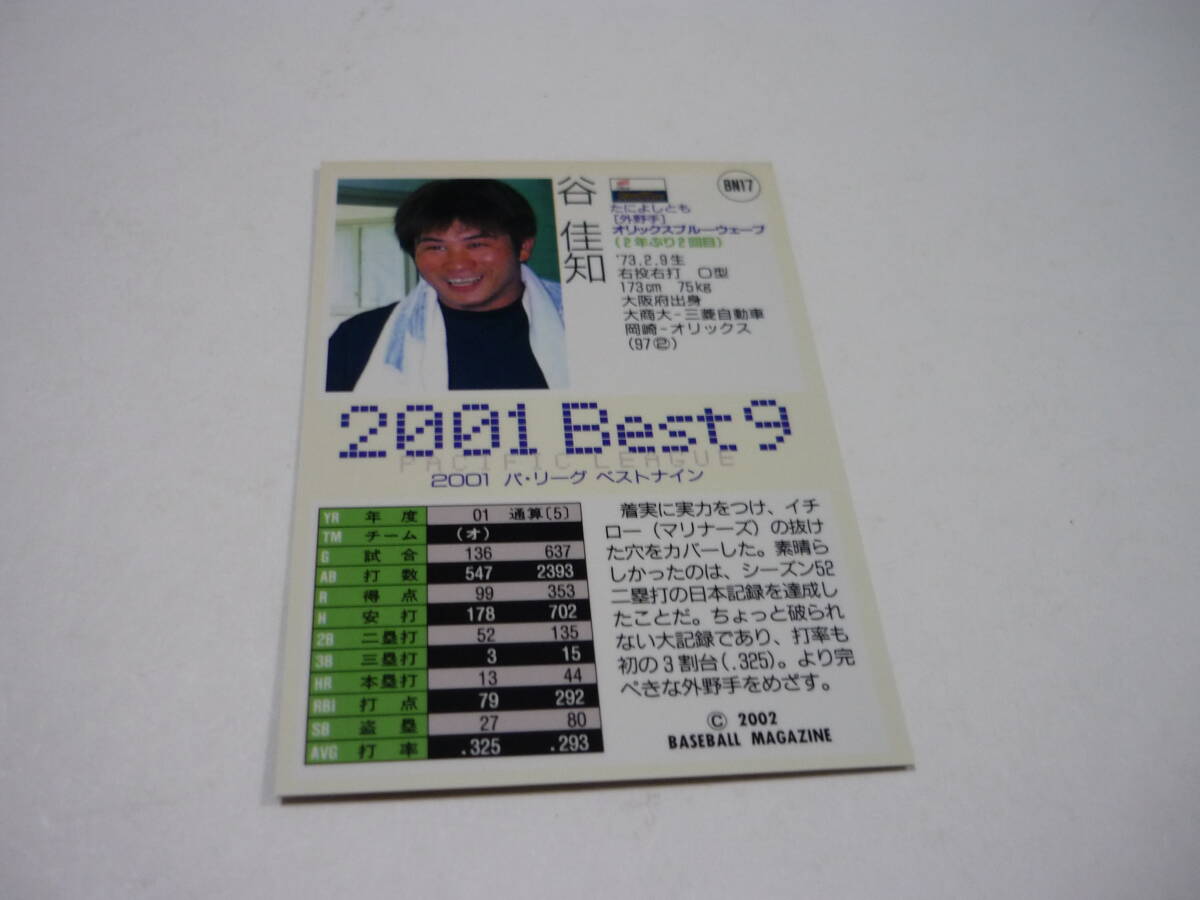 谷 佳知
BN17
たによしとも
[外野手]
オリックスブルーウェーブ
(2年ぶり2回目)
'73.2.9生
右投右打 O型
173cm 75kg
大阪府出身
大商大-三菱自動車
岡崎-オリックス
(97②)
2001 Best 9
PACIFIC LEAGUE
2001 パ・リーグ ベストナイン
YR 年度 01 通算〔5〕
TM チーム (オ)
G 試合 136 637
AB 打数 547 2393
R 得点 99 353
H 安打 178 702
2B 二塁打 52 135
3B 三塁打 3 15
HR 本塁打 13 44
RBI 打点 79 292
SB 盗塁 27 80
AVG 打率 .325 .293
着実に実力をつけ、イチ
ロー(マリナーズ)の抜け
た穴をカバーした。素晴ら
しかったのは、シーズン52
二塁打の日本記録を達成し
たことだ。ちょっと破られ
ない大記録であり、打率も
初の3割台(.325)。より完
ぺきな外野手をめざす。
© 2002
BASEBALL MAGAZINE